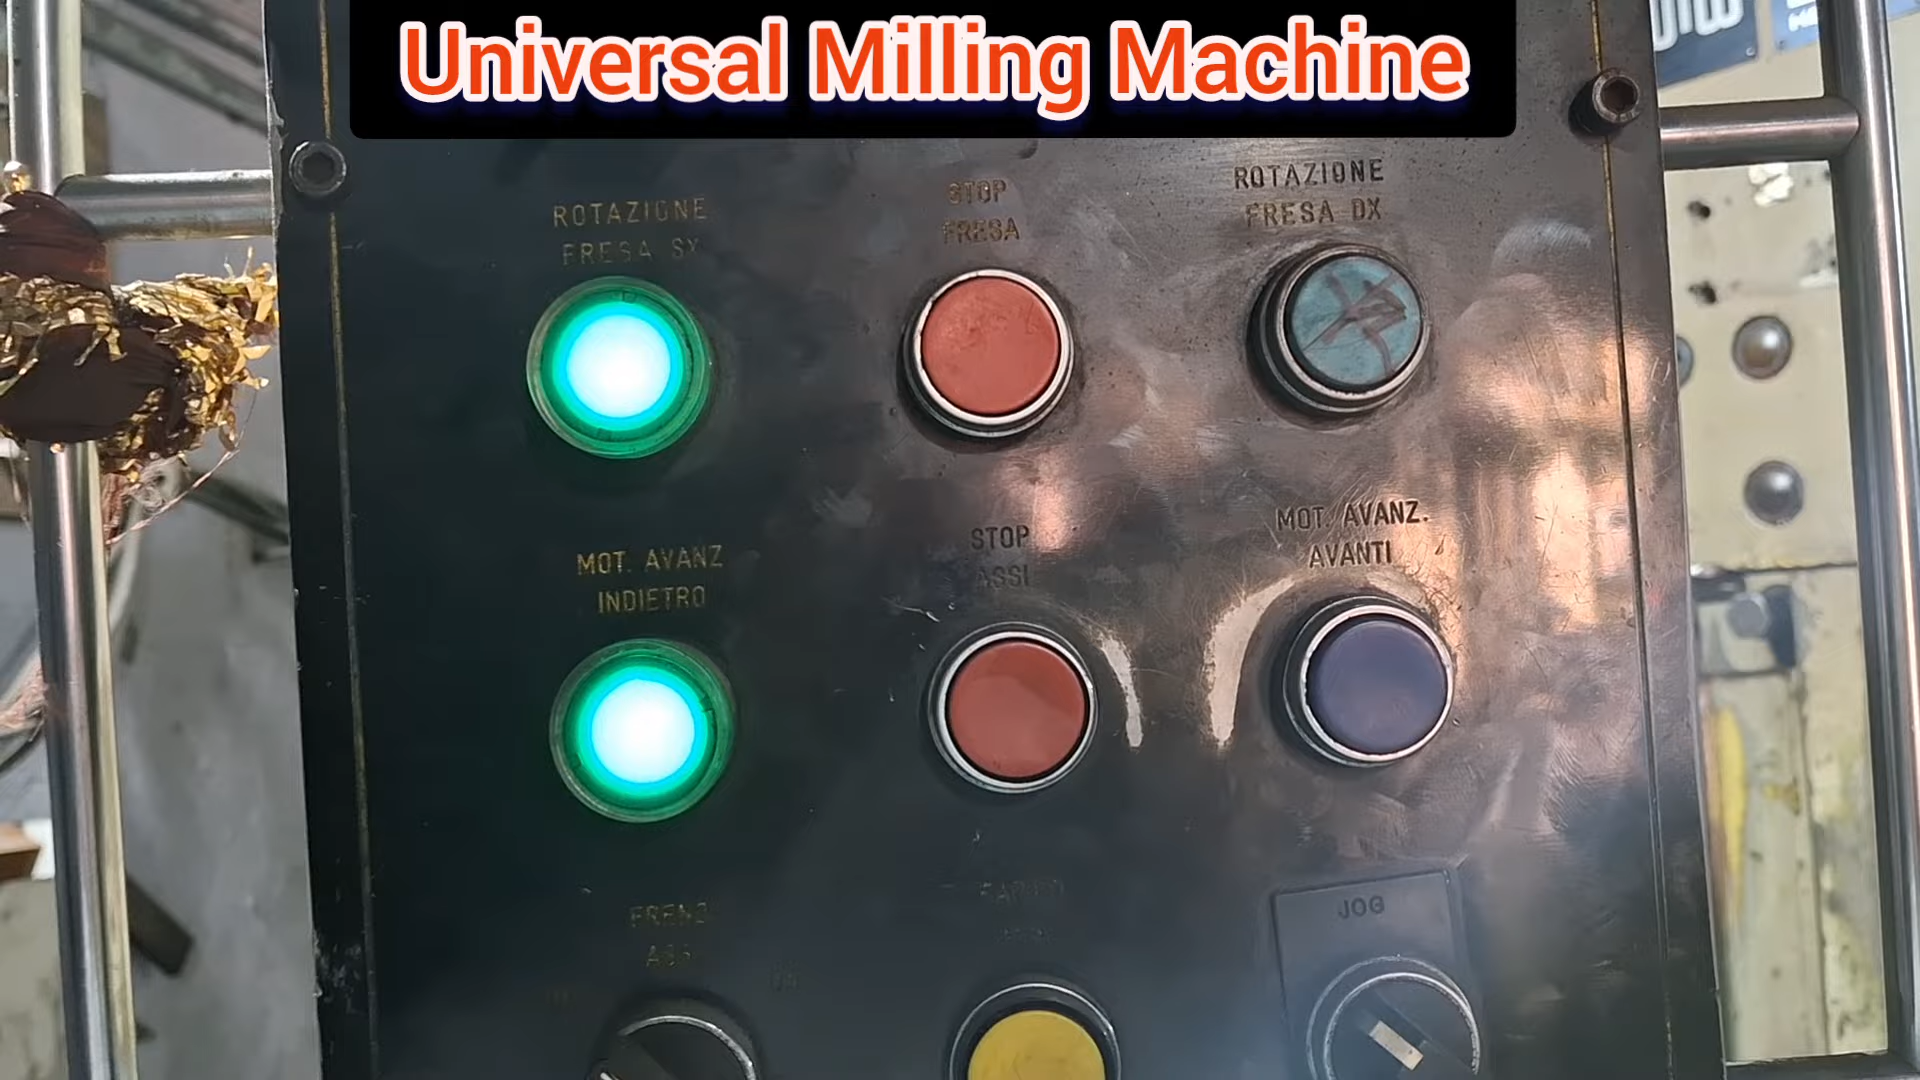 Universal Milling Machine
ROTAZIONE
FRESA SX
STOP
FRESA
ROTAZIONE
FRESA DX
MOT. AVANZ
INDIETRO
STOP
ASSI
MOT. AVANZ.
AVANTI
JOG